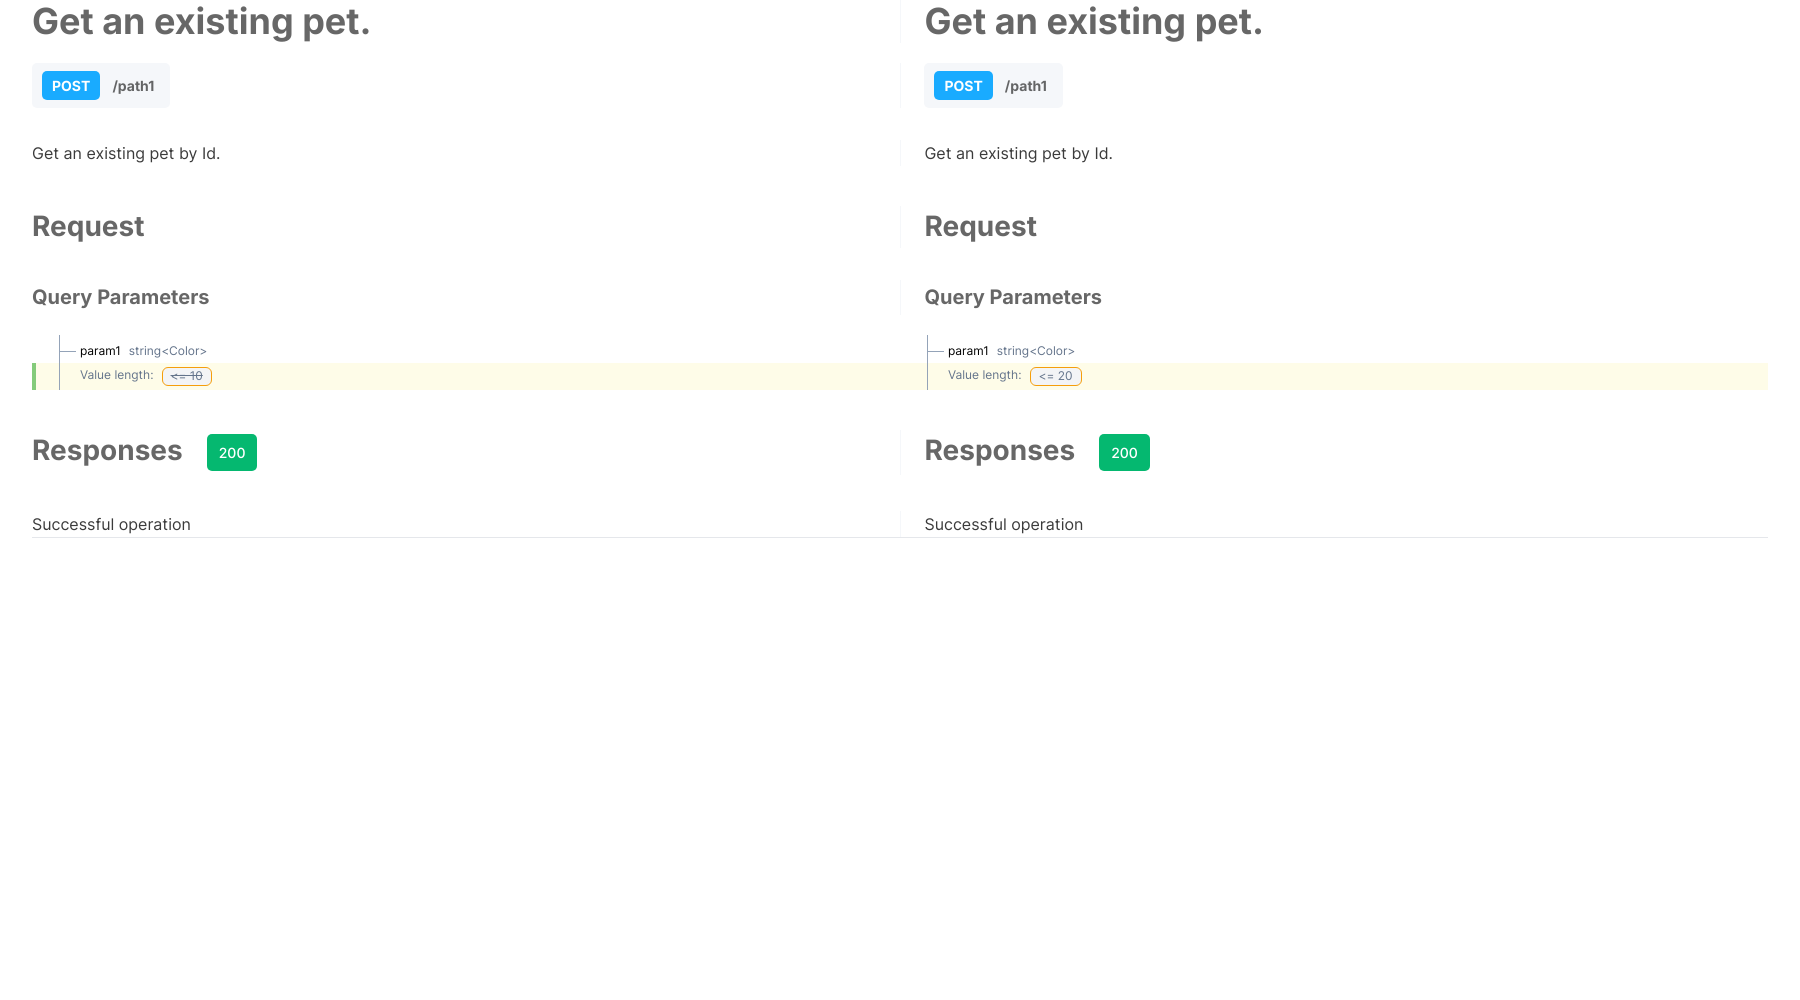 Get an existing pet.
POST /path1
Get an existing pet by Id.
Request
Query Parameters
param1 string<Color>
Value length: <= 10
Responses 200
Successful operation
Get an existing pet.
POST /path1
Get an existing pet by Id.
Request
Query Parameters
param1 string<Color>
Value length: <= 20
Responses 200
Successful operation